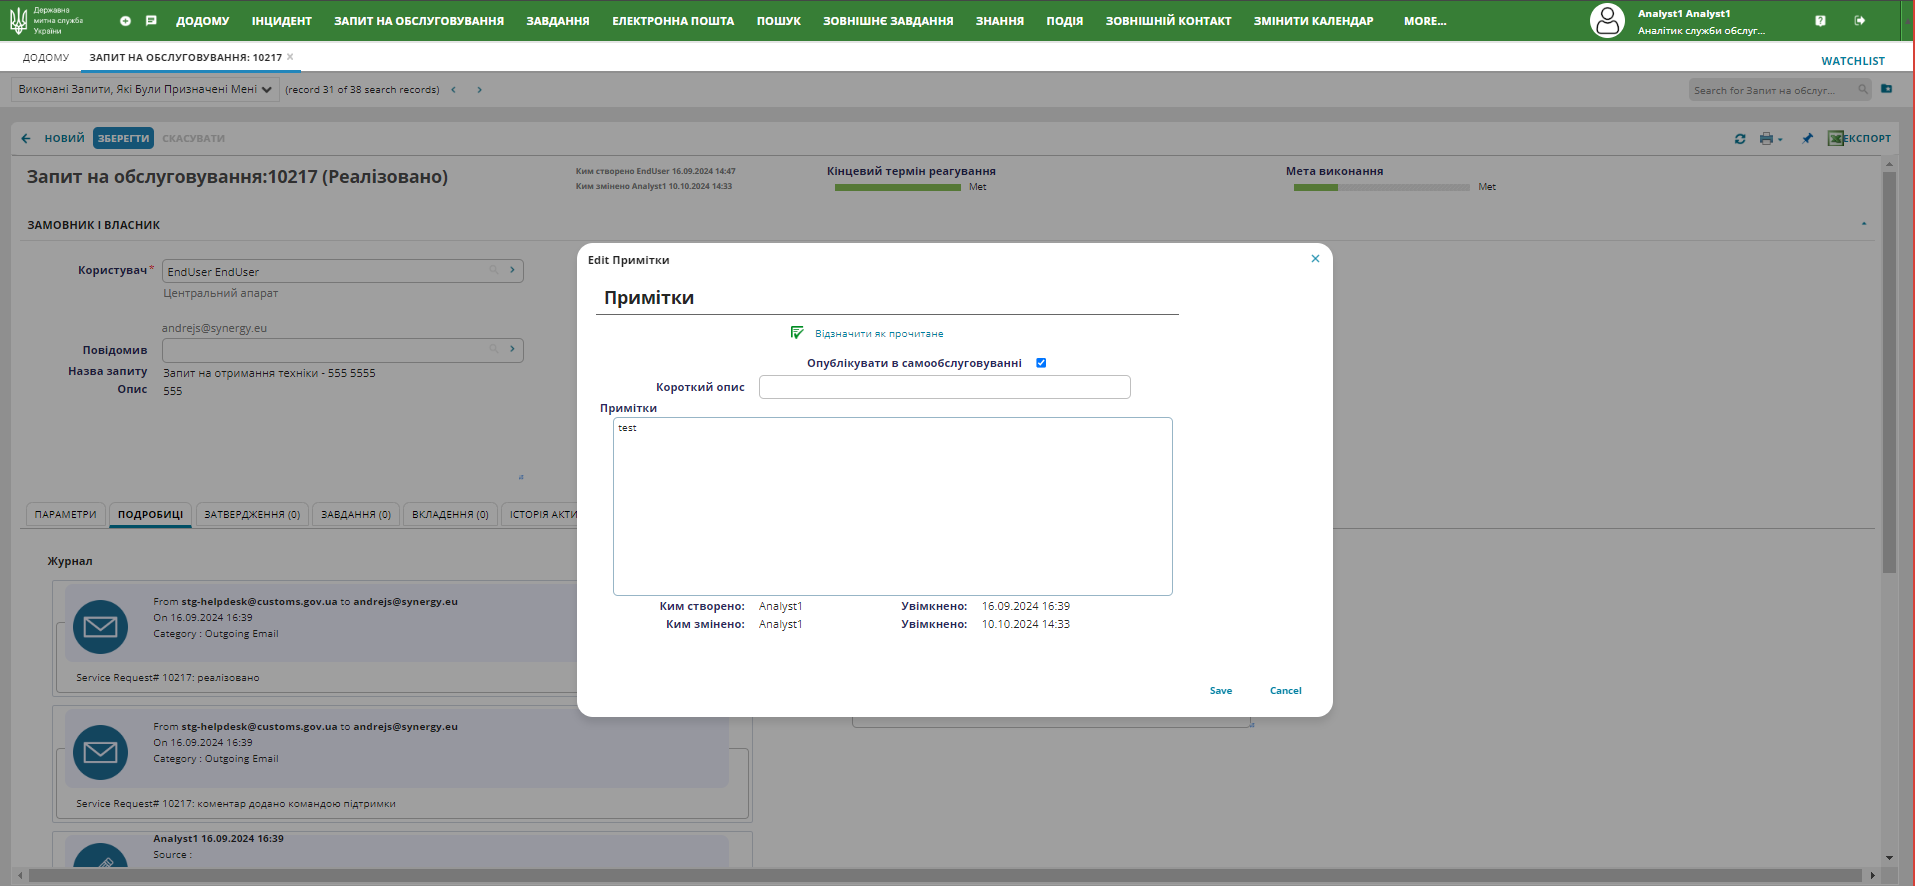 Державна
митна служба
України
ДОДОМУ ІНЦИДЕНТ ЗАПИТ НА ОБСЛУГОВУВАННЯ ЗАВДАННЯ ЕЛЕКТРОННА ПОШТА ПОШУК ЗОВНІШНЄ ЗАВДАННЯ ЗНАННЯ ПОДІЯ ЗОВНІШНІЙ КОНТАКТ ЗМІНИТИ КАЛЕНДАР MORE...
Analyst1 Analyst1
Аналітик служби обслуг...
ДОДОМУ ЗАПИТ НА ОБСЛУГОВУВАННЯ: 10217
WATCHLIST
Виконані Запити, Які Були Призначені Мені (record 31 of 38 search records)
Search for Запит на обслуг...
НОВИЙ ЗБЕРЕГТИ СКАСУВАТИ
ЕКСПОРТ
Запит на обслуговування:10217 (Реалізовано)
Ким створено EndUser 16.09.2024 14:47
Ким змінено Analyst1 10.10.2024 14:33
Кінцевий термін реагування
Met
Мета виконання
Met
ЗАМОВНИК І ВЛАСНИК
Користувач* EndUser EndUser
Центральний апарат
andrejs@synergy.eu
Повідомив
Назва запиту Запит на отримання техніки - 555 5555
Опис 555
ПАРАМЕТРИ ПОДРОБИЦІ ЗАТВЕРДЖЕННЯ (0) ЗАВДАННЯ (0) ВКЛАДЕННЯ (0) ІСТОРІЯ АКТИ
Журнал
From stg-helpdesk@customs.gov.ua to andrejs@synergy.eu
On 16.09.2024 16:39
Category : Outgoing Email
Service Request# 10217: реалізовано
From stg-helpdesk@customs.gov.ua to andrejs@synergy.eu
On 16.09.2024 16:39
Category : Outgoing Email
Service Request# 10217: коментар додано командою підтримки
Analyst1 16.09.2024 16:39
Source :
Edit Примітки
Примітки
Відзначити як прочитане
Опублікувати в самообслуговуванні
Короткий опис
Примітки
test
Ким створено: Analyst1 Увімкнено: 16.09.2024 16:39
Ким змінено: Analyst1 Увімкнено: 10.10.2024 14:33
Save Cancel